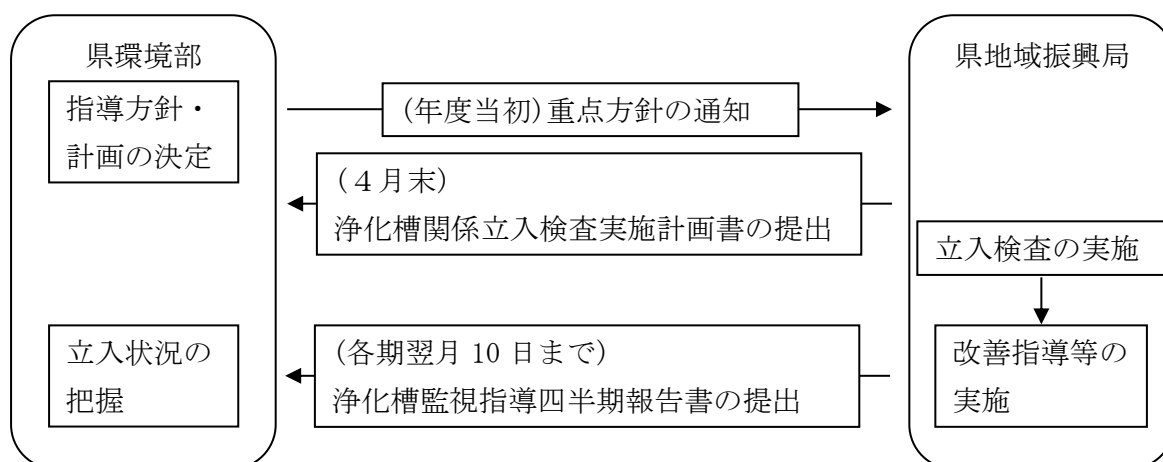 県環境部
県地域振興局
指導方針・
計画の決定
(年度当初)重点方針の通知
(４月末)
浄化槽関係立入検査実施計画書の提出
立入検査の実施
立入状況の
把握
(各期翌月 10 日まで)
浄化槽監視指導四半期報告書の提出
改善指導等の
実施